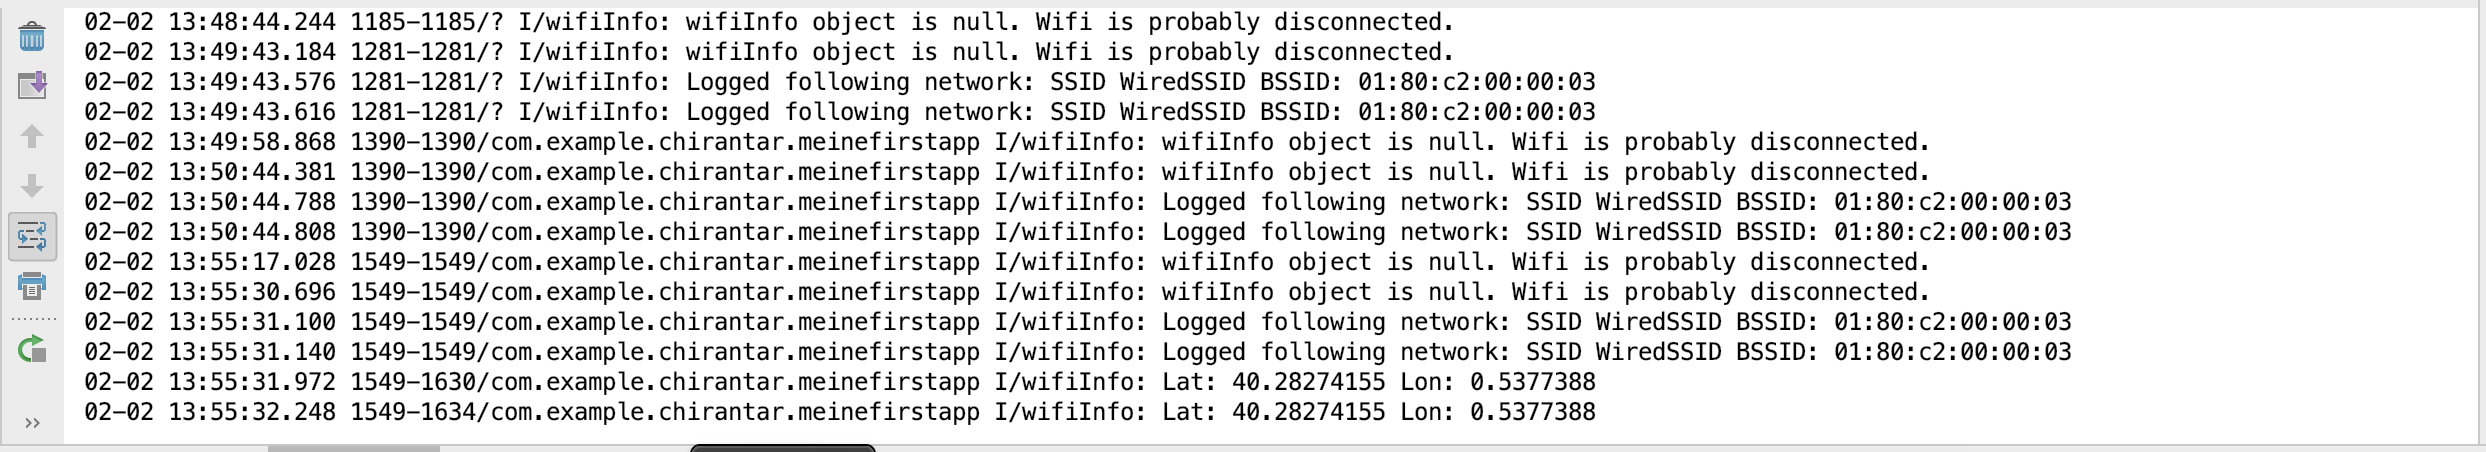 02-02 13:48:44.244 1185-1185/? I/wifiInfo: wifiInfo object is null. Wifi is probably disconnected.
02-02 13:49:43.184 1281-1281/? I/wifiInfo: wifiInfo object is null. Wifi is probably disconnected.
02-02 13:49:43.576 1281-1281/? I/wifiInfo: Logged following network: SSID WiredSSID BSSID: 01:80:c2:00:00:03
02-02 13:49:43.616 1281-1281/? I/wifiInfo: Logged following network: SSID WiredSSID BSSID: 01:80:c2:00:00:03
02-02 13:49:58.868 1390-1390/com.example.chirantar.meinefirstapp I/wifiInfo: wifiInfo object is null. Wifi is probably disconnected.
02-02 13:50:44.381 1390-1390/com.example.chirantar.meinefirstapp I/wifiInfo: wifiInfo object is null. Wifi is probably disconnected.
02-02 13:50:44.788 1390-1390/com.example.chirantar.meinefirstapp I/wifiInfo: Logged following network: SSID WiredSSID BSSID: 01:80:c2:00:00:03
02-02 13:50:44.808 1390-1390/com.example.chirantar.meinefirstapp I/wifiInfo: Logged following network: SSID WiredSSID BSSID: 01:80:c2:00:00:03
02-02 13:55:17.028 1549-1549/com.example.chirantar.meinefirstapp I/wifiInfo: wifiInfo object is null. Wifi is probably disconnected.
02-02 13:55:30.696 1549-1549/com.example.chirantar.meinefirstapp I/wifiInfo: wifiInfo object is null. Wifi is probably disconnected.
02-02 13:55:31.100 1549-1549/com.example.chirantar.meinefirstapp I/wifiInfo: Logged following network: SSID WiredSSID BSSID: 01:80:c2:00:00:03
02-02 13:55:31.140 1549-1549/com.example.chirantar.meinefirstapp I/wifiInfo: Logged following network: SSID WiredSSID BSSID: 01:80:c2:00:00:03
02-02 13:55:31.972 1549-1630/com.example.chirantar.meinefirstapp I/wifiInfo: Lat: 40.28274155 Lon: 0.5377388
02-02 13:55:32.248 1549-1634/com.example.chirantar.meinefirstapp I/wifiInfo: Lat: 40.28274155 Lon: 0.5377388